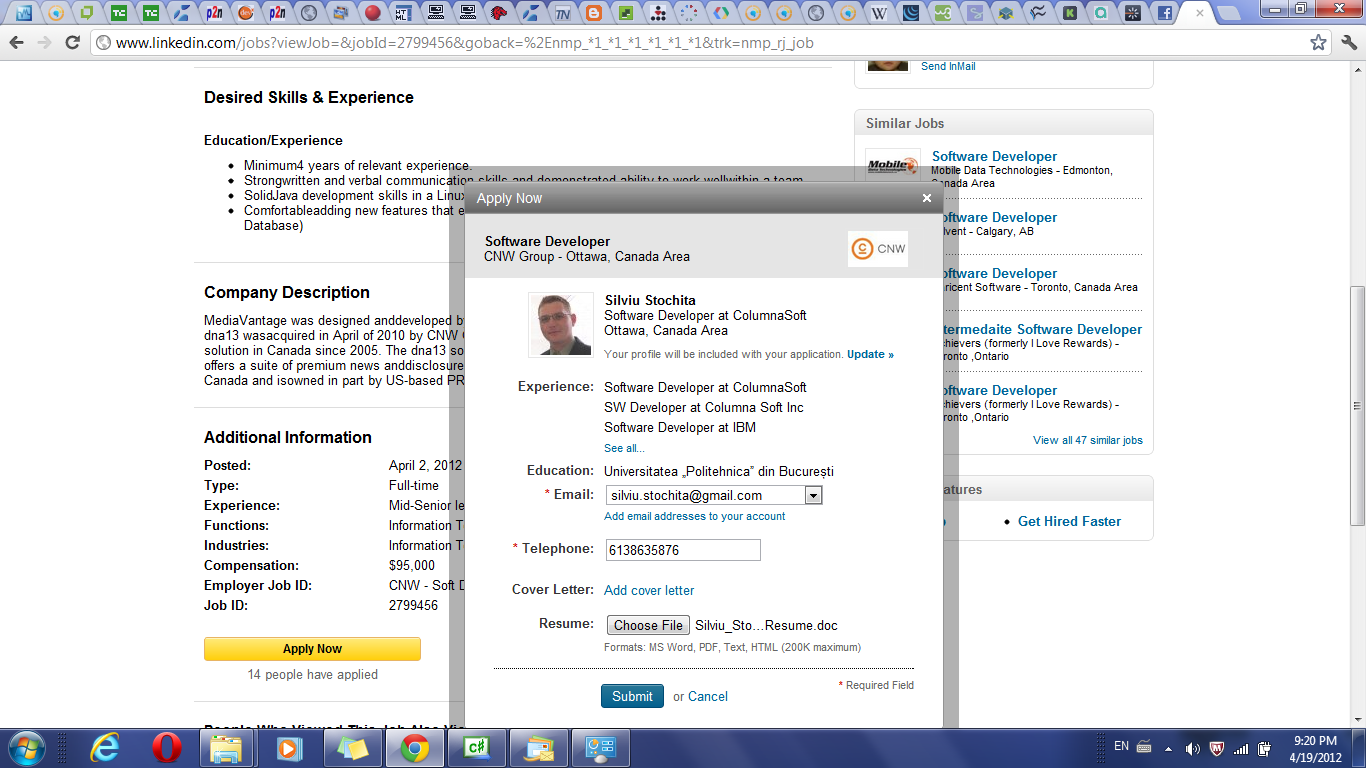 www.linkedin.com/jobs?viewJob=&jobId=2799456&goback=%2Enmp_*1_*1_*1_*1_*1_*1&trk=nmp_rj_job
Send InMail
Desired Skills & Experience
Education/Experience
Minimum4 years of relevant experience.
Strongwritten and verbal communication skills and demonstrated ability to work wellwithin a team
SolidJava development skills in a Linu
Comfortableadding new features that e
Database)
Company Description
MediaVantage was designed anddeveloped b
dna13 wasacquired in April of 2010 by CNW
solution in Canada since 2005. The dna13 so
offers a suite of premium news anddisclosure
Canada and isowned in part by US-based PR
Additional Information
Posted: April 2, 2012
Type: Full-time
Experience: Mid-Senior le
Functions: Information T
Industries: Information T
Compensation: $95,000
Employer Job ID: CNW - Soft D
Job ID: 2799456
Apply Now
14 people have applied
People Who Viewed This Job Also Vie
Apply Now
Software Developer
CNW Group - Ottawa, Canada Area
CNW
Silviu Stochita
Software Developer at ColumnaSoft
Ottawa, Canada Area
Your profile will be included with your application. Update »
Experience: Software Developer at ColumnaSoft
SW Developer at Columna Soft Inc
Software Developer at IBM
See all...
Education: Universitatea „Politehnica” din București
* Email: silviu.stochita@gmail.com
Add email addresses to your account
* Telephone: 6138635876
Cover Letter: Add cover letter
Resume: Choose File Silviu_Sto…Resume.doc
Formats: MS Word, PDF, Text, HTML (200K maximum)
* Required Field
Submit or Cancel
Similar Jobs
Mobile
Software Developer
Mobile Data Technologies - Edmonton,
Canada Area
oftware Developer
lvent - Calgary, AB
oftware Developer
ricent Software - Toronto, Canada Area
termedaite Software Developer
chievers (formerly I Love Rewards) -
ronto ,Ontario
oftware Developer
chievers (formerly I Love Rewards) -
ronto ,Ontario
View all 47 similar jobs
atures
Get Hired Faster
EN
9:20 PM
4/19/2012